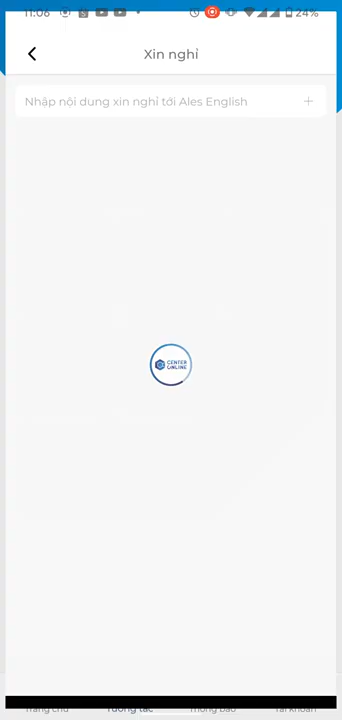 11:06
24%
Xin nghỉ
Nhập nội dung xin nghỉ tới Ales English
CENTER
ONLINE
Trang chủ Tương tác Thông báo Tài khoản